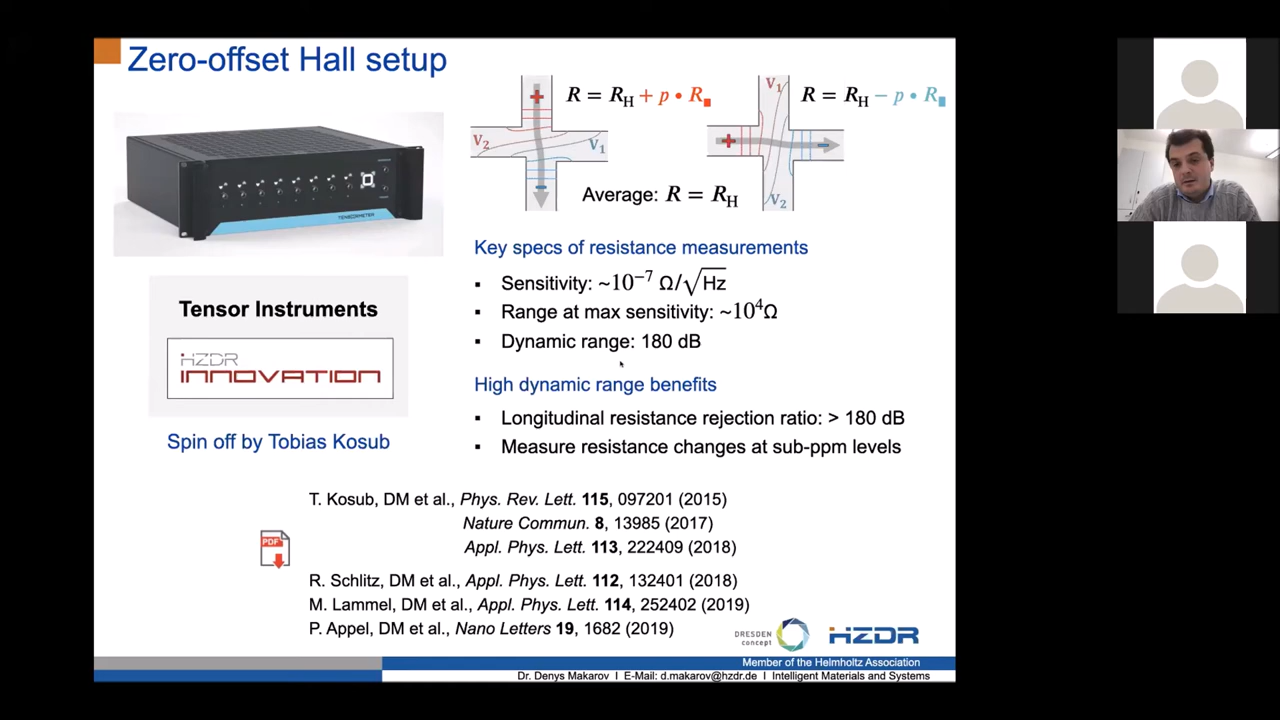 Zero-offset Hall setup
R = R_H + p • R_■
R = R_H − p • R_■
V₂
V₁
V₁
V₂
Average: R = R_H
TENSORMETER
Key specs of resistance measurements
▪ Sensitivity: ~10⁻⁷ Ω/√Hz
▪ Range at max sensitivity: ~10⁴Ω
▪ Dynamic range: 180 dB
Tensor Instruments
HZDR
INNOVATION
High dynamic range benefits
▪ Longitudinal resistance rejection ratio: > 180 dB
▪ Measure resistance changes at sub-ppm levels
Spin off by Tobias Kosub
T. Kosub, DM et al., Phys. Rev. Lett. 115, 097201 (2015)
Nature Commun. 8, 13985 (2017)
PDF
Appl. Phys. Lett. 113, 222409 (2018)
R. Schlitz, DM et al., Appl. Phys. Lett. 112, 132401 (2018)
M. Lammel, DM et al., Appl. Phys. Lett. 114, 252402 (2019)
P. Appel, DM et al., Nano Letters 19, 1682 (2019)
DRESDEN
concept
HZDR
Member of the Helmholtz Association
Dr. Denys Makarov I E-Mail: d.makarov@hzdr.de I Intelligent Materials and Systems